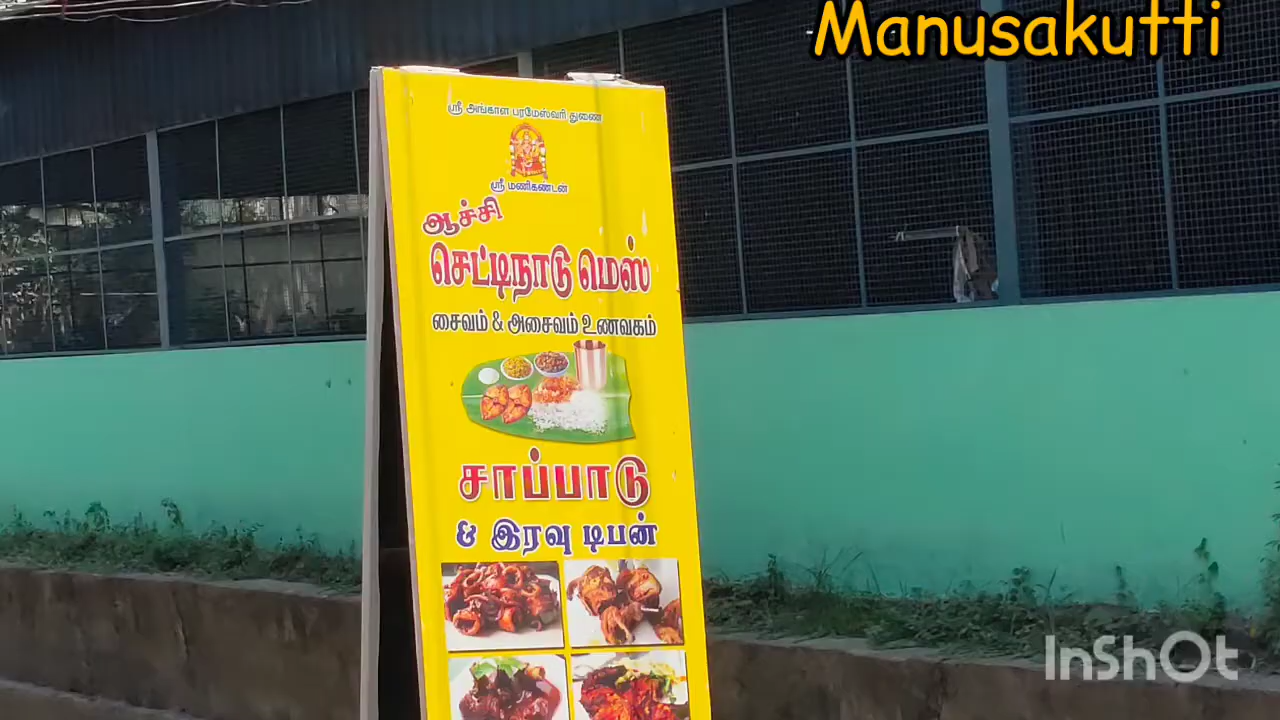 Manusakutti
ஸ்ரீ அங்காள பரமேஸ்வரி துணை
ஸ்ரீ மணிகண்டன்
ஆச்சி
செட்டிநாடு மெஸ்
சைவம் & அசைவம் உணவகம்
சாப்பாடு
& இரவு டிபன்
InShOt